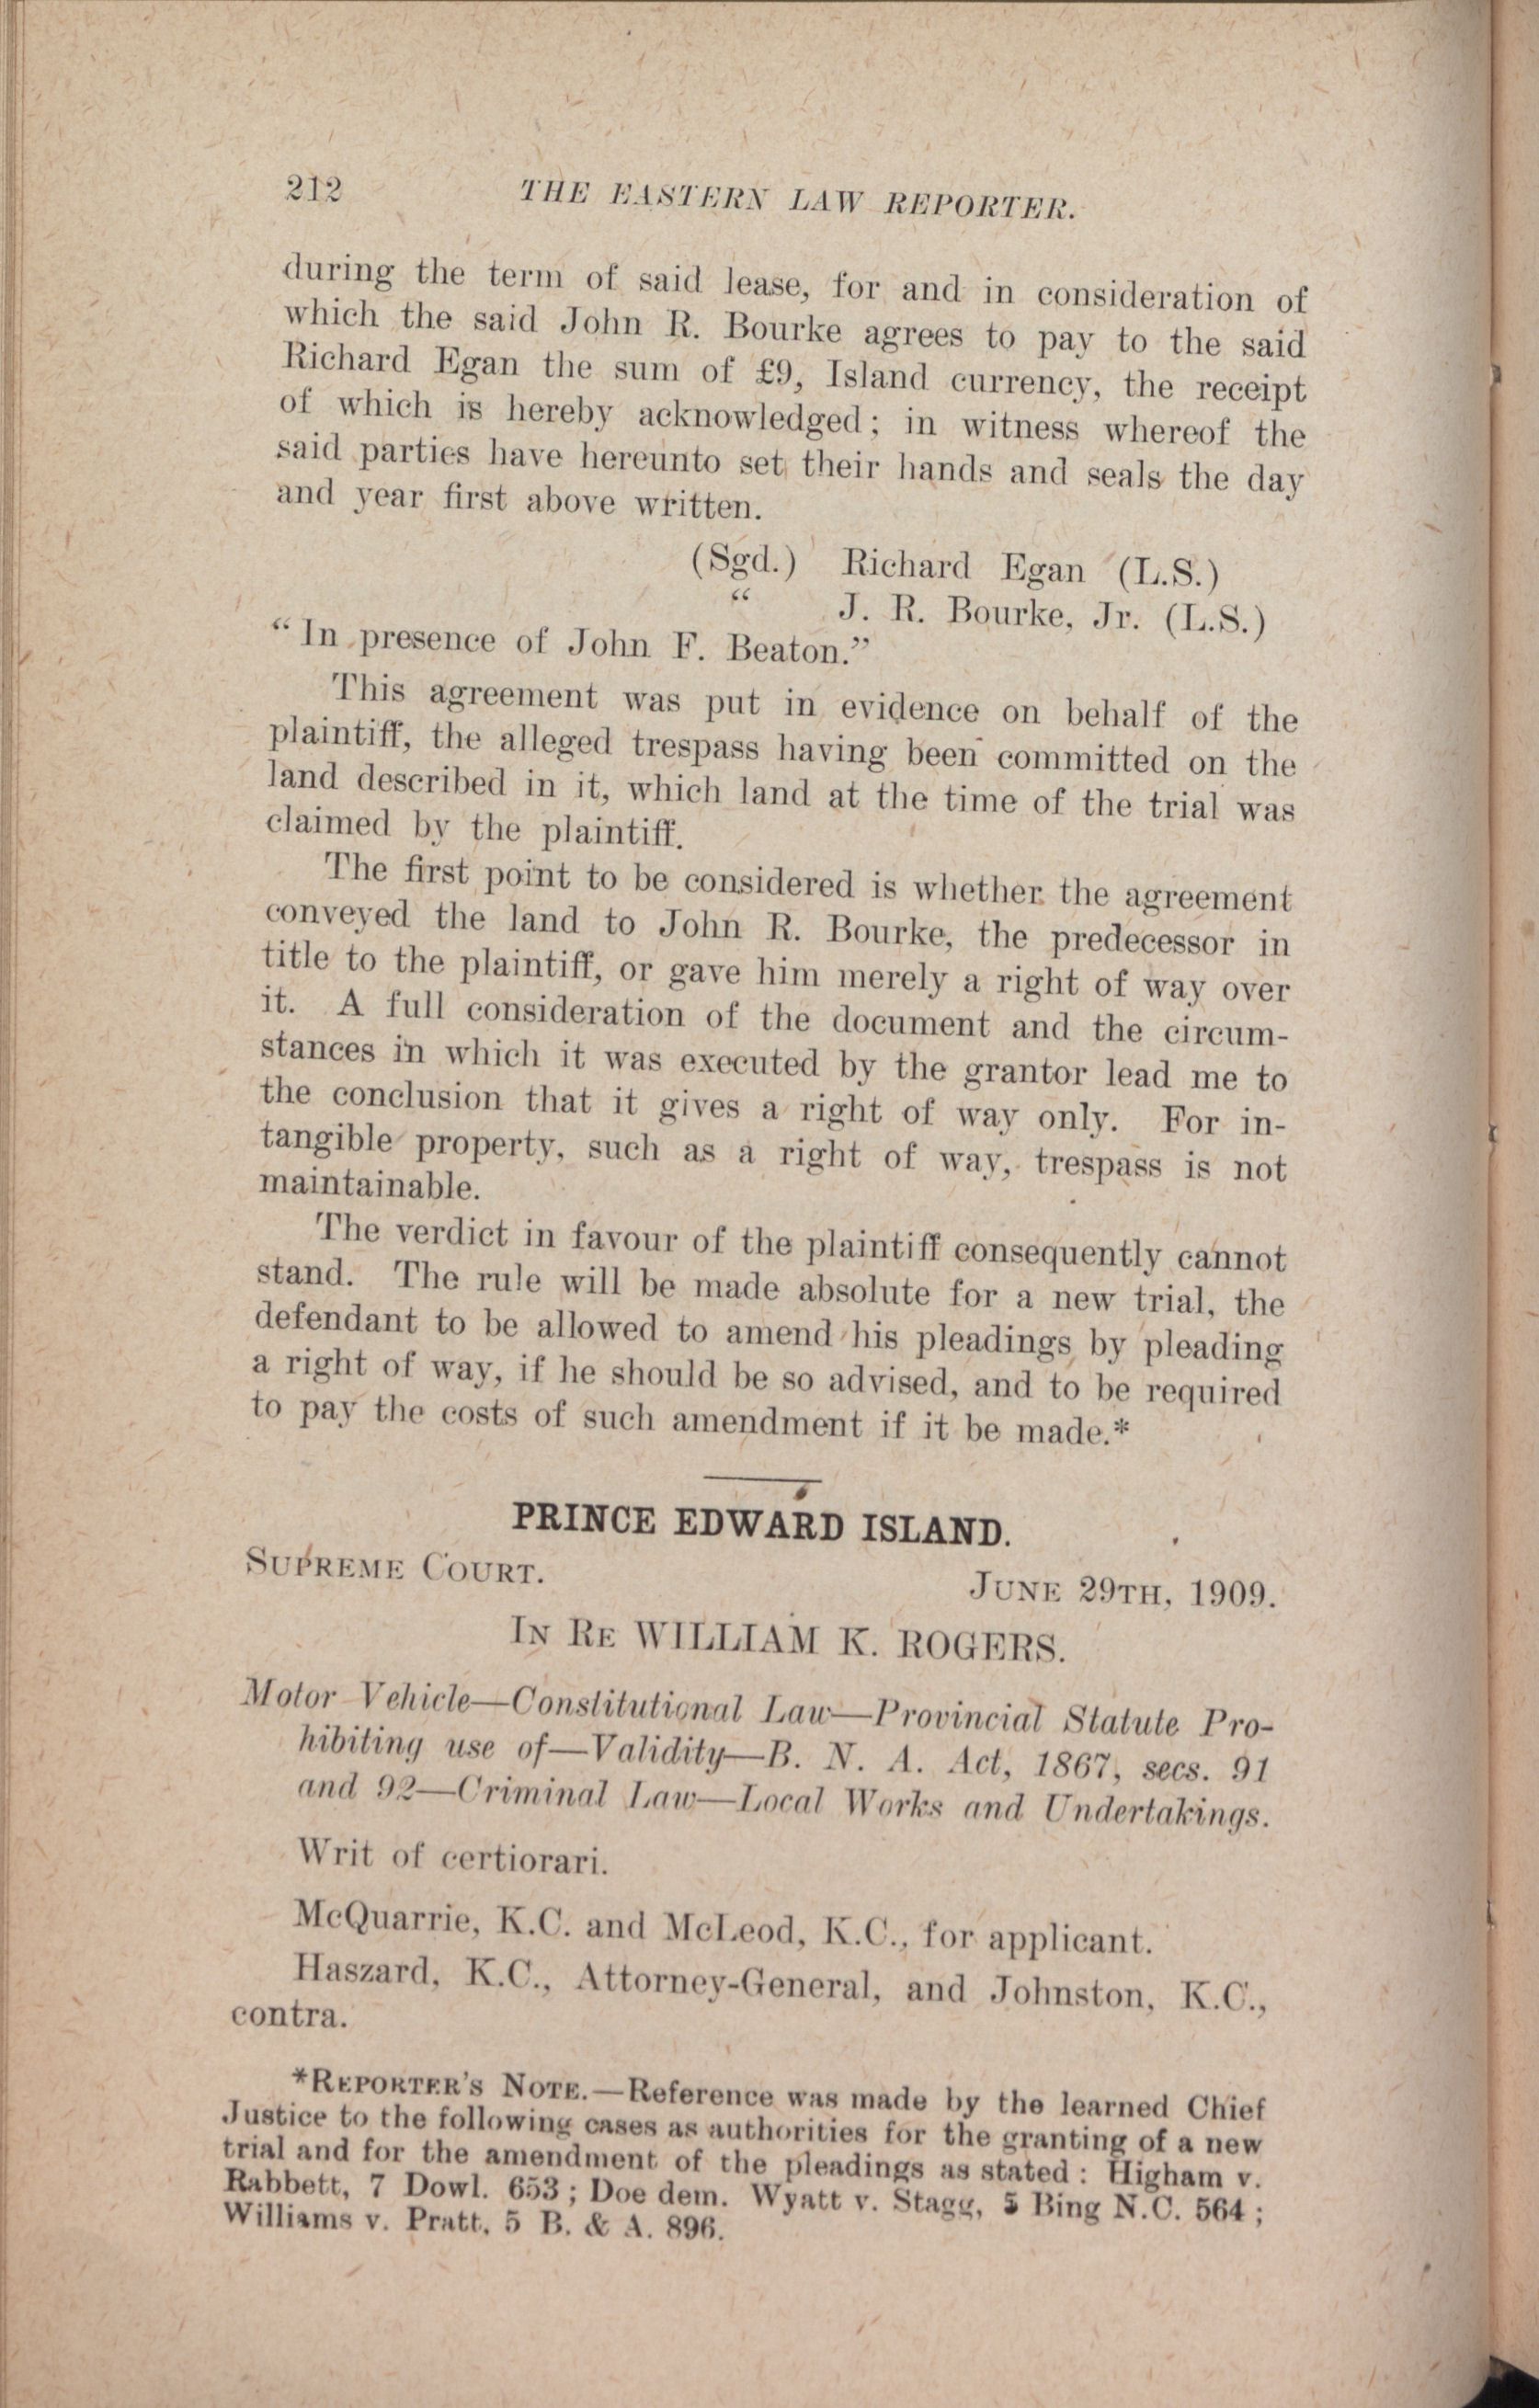 212 THE EASTERN LAW REPORTER.
during the term of said lease, for and in consideration of
which the said John R. Bourke agrees to pay to the said
Richard Egan the sum of £9, Island currency, the receipt
of which is hereby acknowledged; in witness whereof the
said parties have hereunto set their hands and seals the day
and year first above written.
(Sgd.) Richard Egan (L.S.)
“ J. R. Bourke, Jr. (L.S.)
“In presence of John F. Beaton.”
This agreement was put in evidence on behalf of the
plaintiff, the alleged trespass having been committed on the
land described in it, which land at the time of the trial was
claimed by the plaintiff.
The first point to be considered is whether the agreement
conveyed the land to John R. Bourke, the predecessor in
title to the plaintiff, or gave him merely a right of way over
it. A full consideration of the document and the circum-
stances in which it was executed by the grantor lead me to
the conclusion that it gives a right of way only. For in-
tangible property, such as a right of way, trespass is not
maintainable.
The verdict in favour of the plaintiff consequently cannot
stand. The rule will be made absolute for a new trial, the
defendant to be allowed to amend his pleadings by pleading
a right of way, if he should be so advised, and to be required
to pay the costs of such amendment if it be made.*
PRINCE EDWARD ISLAND.
SUPREME COURT. JUNE 29TH, 1909.
IN RE WILLIAM K. ROGERS.
Motor Vehicle—Constitutional Law—Provincial Statute Pro-
hibiting use of—Validity—B. N. A. Act, 1867, secs. 91
and 92—Criminal Law—Local Works and Undertakings.
Writ of certiorari.
McQuarrie, K.C. and McLeod, K.C., for applicant.
Haszard, K.C., Attorney-General, and Johnston, K.C.,
contra.
*REPORTER'S NOTE.—Reference was made by the learned Chief
Justice to the following cases as authorities for the granting of a new
trial and for the amendment of the pleadings as stated: Higham v.
Rabbett, 7 Dowl. 653; Doe dem. Wyatt v. Stagg, 5 Bing N.C. 564;
Williams v. Pratt, 5 B. & A. 896.